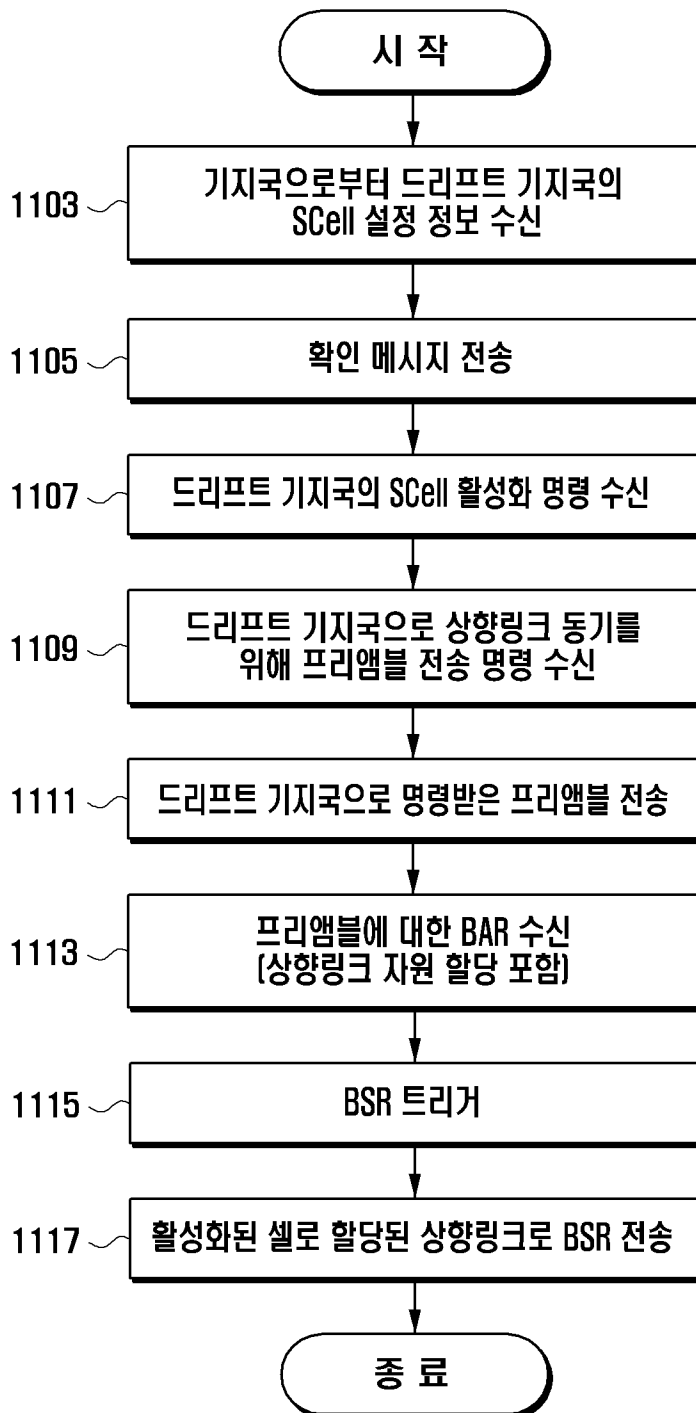 시 작
1103
기지국으로부터 드리프트 기지국의
SCell 설정 정보 수신
1105
확인 메시지 전송
1107
드리프트 기지국의 SCell 활성화 명령 수신
1109
드리프트 기지국으로 상향링크 동기를
위해 프리앰블 전송 명령 수신
1111
드리프트 기지국으로 명령받은 프리앰블 전송
1113
프리앰블에 대한 BAR 수신
(상향링크 자원 할당 포함)
1115
BSR 트리거
1117
활성화된 셀로 할당된 상향링크로 BSR 전송
종 료